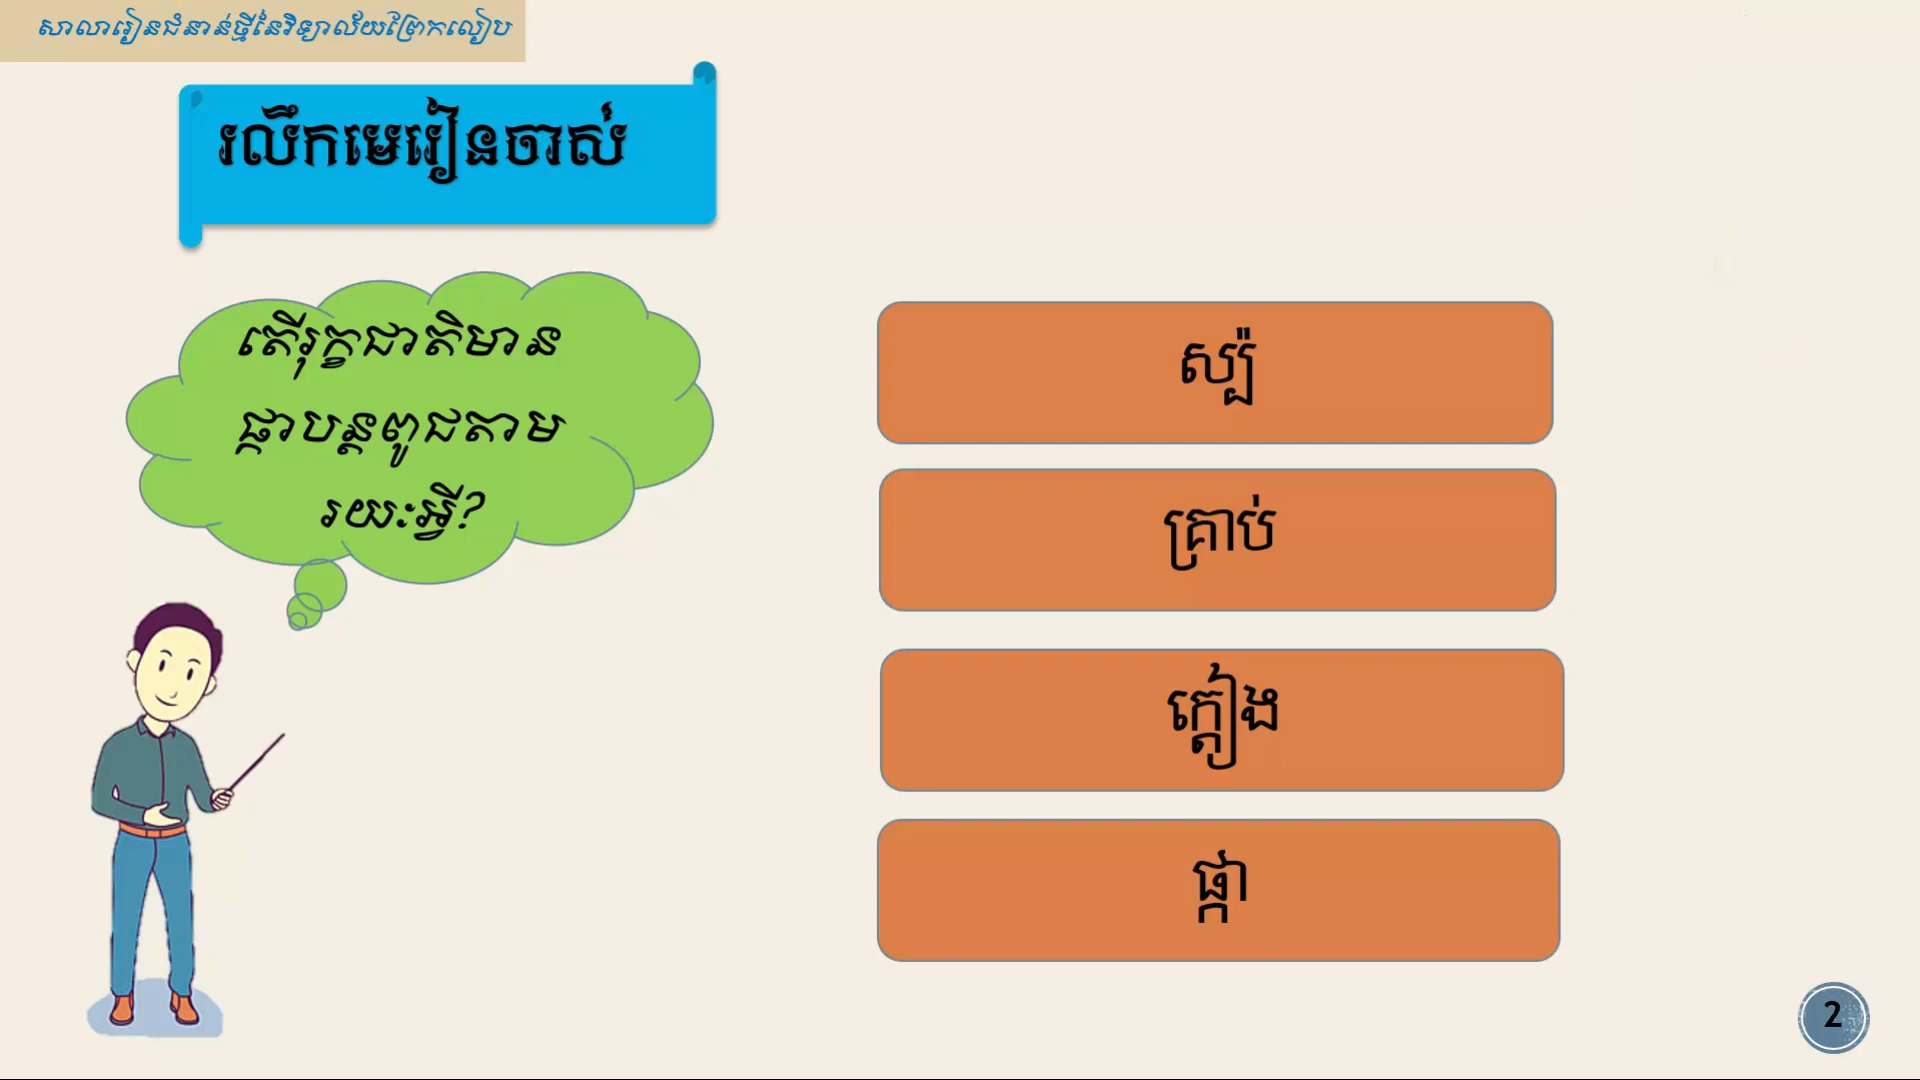 សាលារៀនជំនាន់ថ្មីនៃវិទ្យាល័យព្រែកលៀប
រលឹកមេរៀនចាស់
តើរុក្ខជាតិមាន
ផ្កាបន្តពូជតាម
រយៈអ្វី?
ស្ប៉
គ្រាប់
ក្តៀង
ផ្កា
2